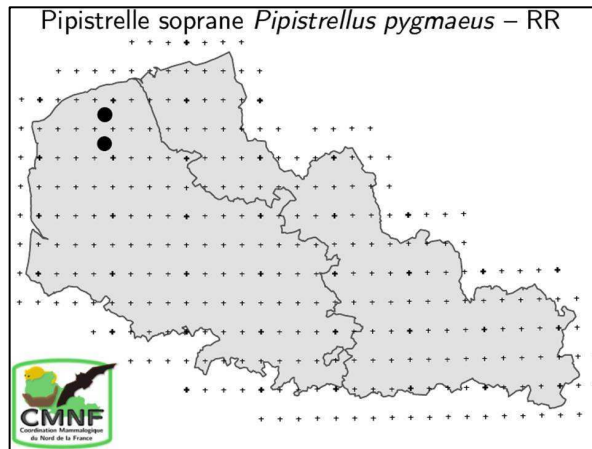 Pipistrelle soprane Pipistrellus pygmaeus – RR
CMNF
Coordination Mammalogique
du Nord de la France